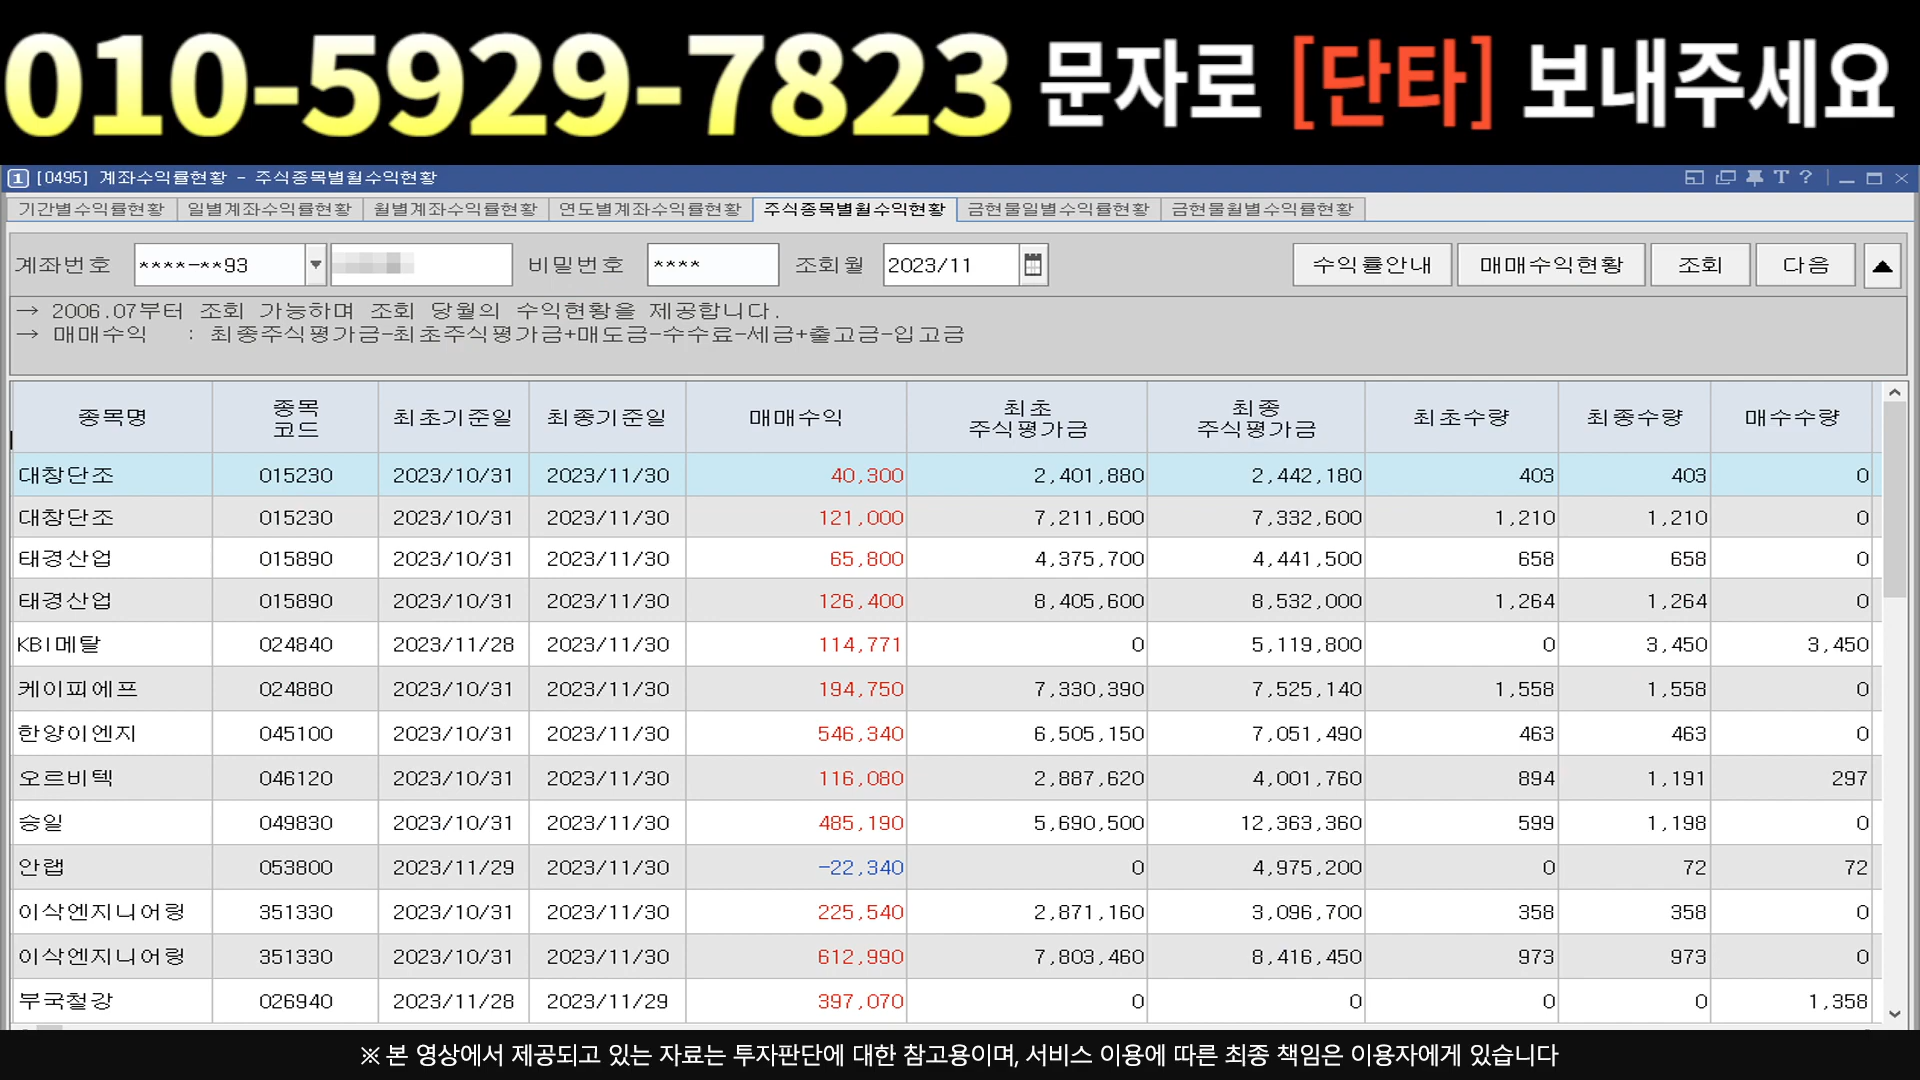 010-5929-7823 문자로 [단타] 보내주세요
1 [0495] 계좌수익률현황 - 주식종목별월수익현황 T ?
기간별수익률현황 일별계좌수익률현황 월별계좌수익률현황 연도별계좌수익률현황 주식종목별월수익현황 금현물일별수익률현황 금현물월별수익률현황
계좌번호 ****-**93 비밀번호 **** 조회월 2023/11 수익률안내 매매수익현황 조회 다음 ▲
→ 2006.07부터 조회 가능하며 조회 당월의 수익현황을 제공합니다.
→ 매매수익 : 최종주식평가금-최초주식평가금+매도금-수수료-세금+출고금-입고금
종목명 종목코드 최초기준일 최종기준일 매매수익 최초주식평가금 최종주식평가금 최초수량 최종수량 매수수량
대창단조 015230 2023/10/31 2023/11/30 40,300 2,401,880 2,442,180 403 403 0
대창단조 015230 2023/10/31 2023/11/30 121,000 7,211,600 7,332,600 1,210 1,210 0
태경산업 015890 2023/10/31 2023/11/30 65,800 4,375,700 4,441,500 658 658 0
태경산업 015890 2023/10/31 2023/11/30 126,400 8,405,600 8,532,000 1,264 1,264 0
KBI메탈 024840 2023/11/28 2023/11/30 114,771 0 5,119,800 0 3,450 3,450
케이피에프 024880 2023/10/31 2023/11/30 194,750 7,330,390 7,525,140 1,558 1,558 0
한양이엔지 045100 2023/10/31 2023/11/30 546,340 6,505,150 7,051,490 463 463 0
오르비텍 046120 2023/10/31 2023/11/30 116,080 2,887,620 4,001,760 894 1,191 297
승일 049830 2023/10/31 2023/11/30 485,190 5,690,500 12,363,360 599 1,198 0
안랩 053800 2023/11/29 2023/11/30 -22,340 0 4,975,200 0 72 72
이삭엔지니어링 351330 2023/10/31 2023/11/30 225,540 2,871,160 3,096,700 358 358 0
이삭엔지니어링 351330 2023/10/31 2023/11/30 612,990 7,803,460 8,416,450 973 973 0
부국철강 026940 2023/11/28 2023/11/29 397,070 0 0 0 0 1,358
※ 본 영상에서 제공되고 있는 자료는 투자판단에 대한 참고용이며, 서비스 이용에 따른 최종 책임은 이용자에게 있습니다